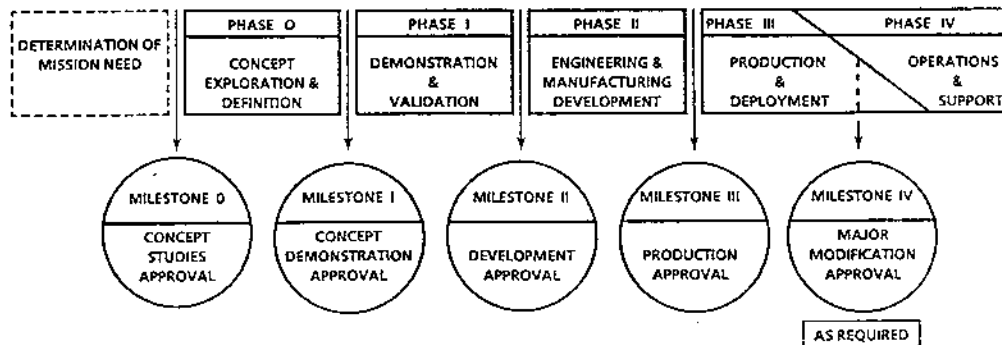 DETERMINATION OF
MISSION NEED
PHASE 0
CONCEPT
EXPLORATION &
DEFINITION
PHASE I
DEMONSTRATION
&
VALIDATION
PHASE II
ENGINEERING &
MANUFACTURING
DEVELOPMENT
PHASE III
PRODUCTION
&
DEPLOYMENT
PHASE IV
OPERATIONS
&
SUPPORT
MILESTONE 0
CONCEPT
STUDIES
APPROVAL
MILESTONE I
CONCEPT
DEMONSTRATION
APPROVAL
MILESTONE II
DEVELOPMENT
APPROVAL
MILESTONE III
PRODUCTION
APPROVAL
MILESTONE IV
MAJOR
MODIFICATION
APPROVAL
AS REQUIRED